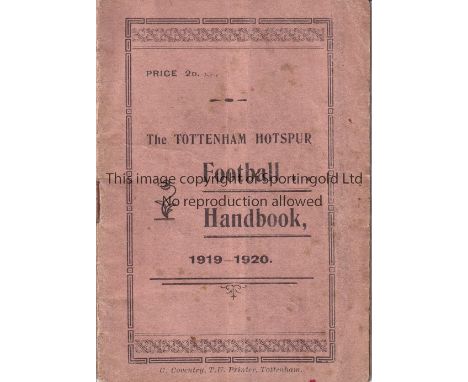 PRICE 2D.
The TOTTENHAM HOTSPUR
Football
This image copyright of Sportingold Ltd
No reproduction allowed
Handbook,
1919–1920.
C. Coventry, T.U. Printer, Tottenham.